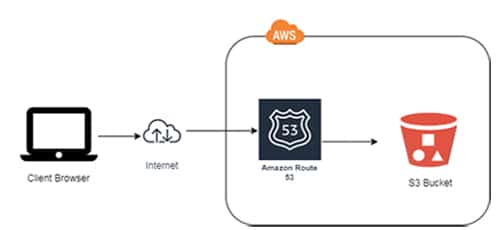 AWS
Client Browser
Internet
53
Amazon Route
53
S3 Bucket